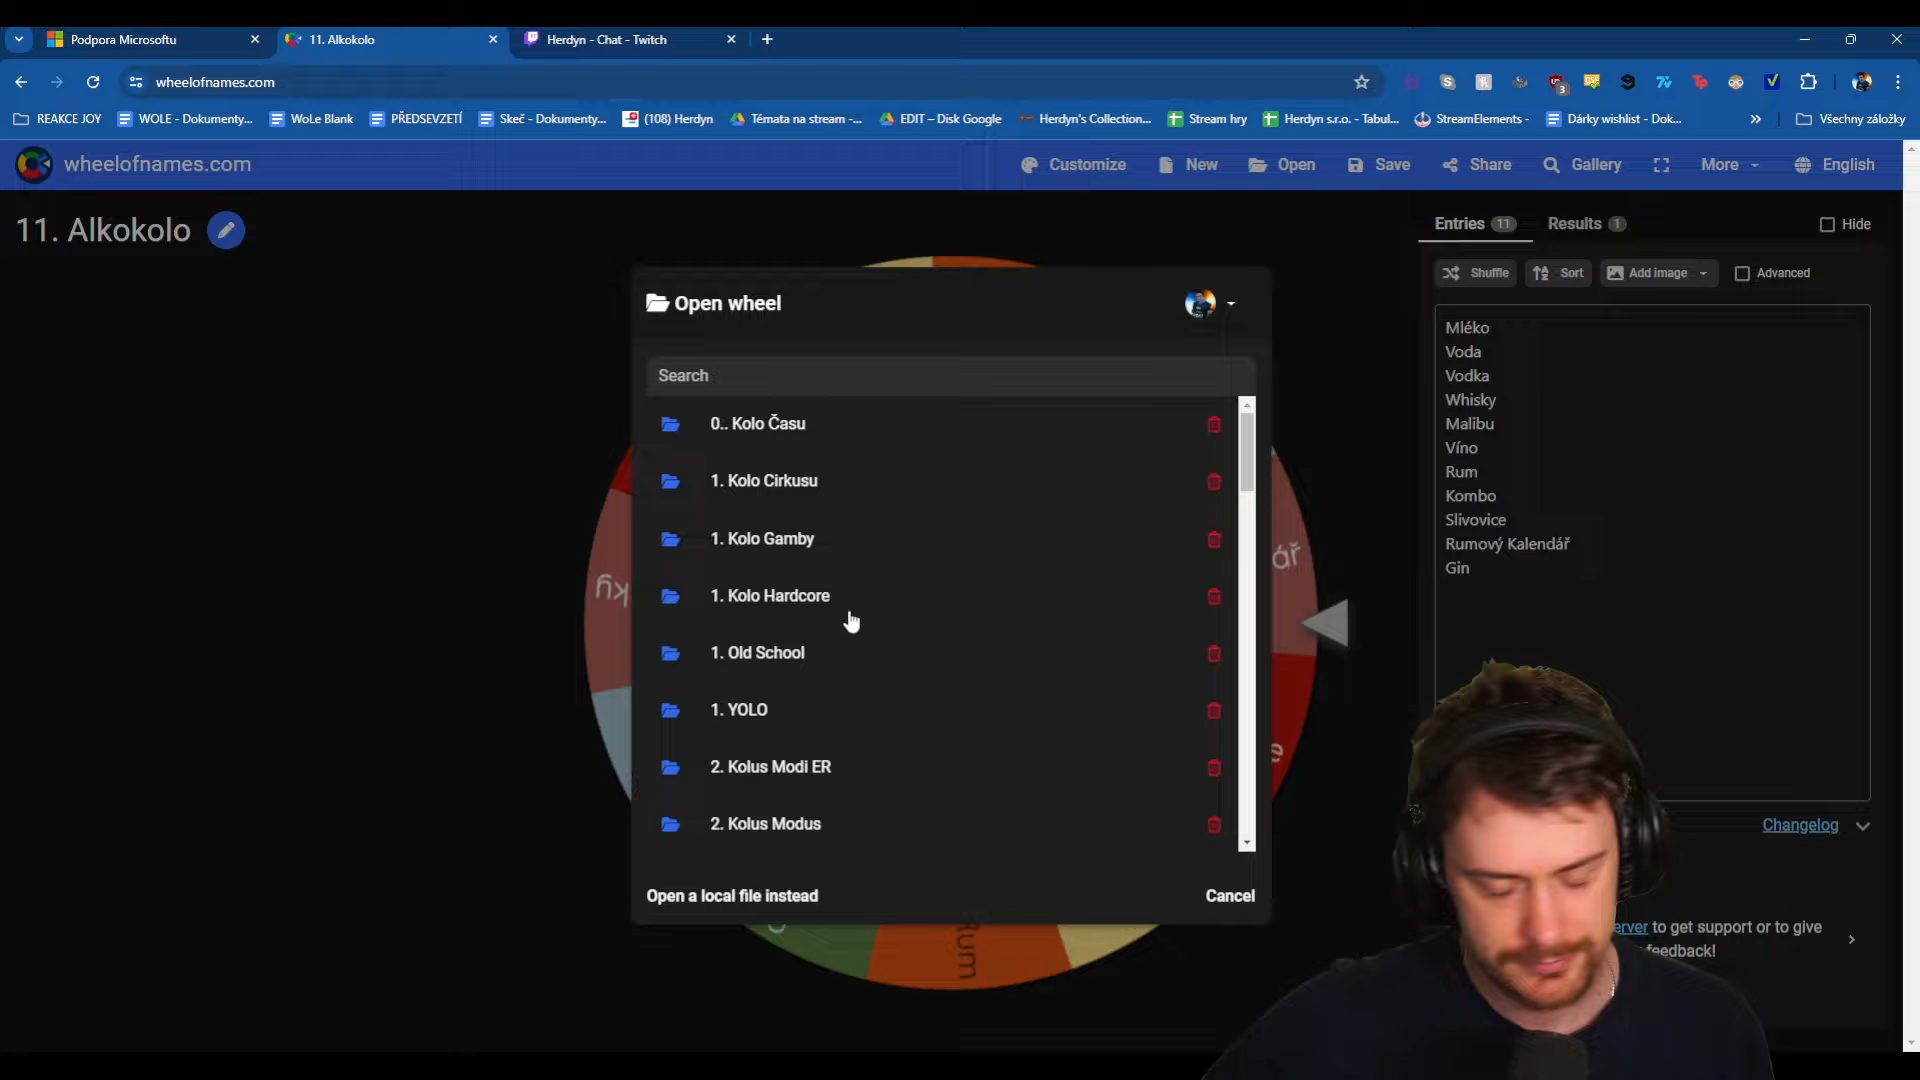 Podpora Microsoftu
11. Alkokolo
Herdyn - Chat - Twitch
wheelofnames.com
3
REAKCE JOY
WOLE - Dokumenty...
WoLe Blank
PŘEDSEVZETÍ
Skeč - Dokumenty...
(108) Herdyn
Témata na stream -...
EDIT – Disk Google
Herdyn's Collection...
Stream hry
Herdyn s.r.o. - Tabul...
StreamElements -
Dárky wishlist - Dok...
Všechny záložky
wheelofnames.com
Customize
New
Open
Save
Share
Gallery
More
English
11. Alkokolo
Entries 11
Results 1
Hide
Shuffle
Sort
Add image
Advanced
Mléko
Voda
Vodka
Whisky
Malibu
Víno
Rum
Kombo
Slivovice
Rumový Kalendář
Gin
Open wheel
Search
0.. Kolo Času
1. Kolo Cirkusu
1. Kolo Gamby
1. Kolo Hardcore
1. Old School
1. YOLO
2. Kolus Modi ER
2. Kolus Modus
Open a local file instead
Cancel
ky
ář
e
Rum
Changelog
erver to get support or to give
feedback!